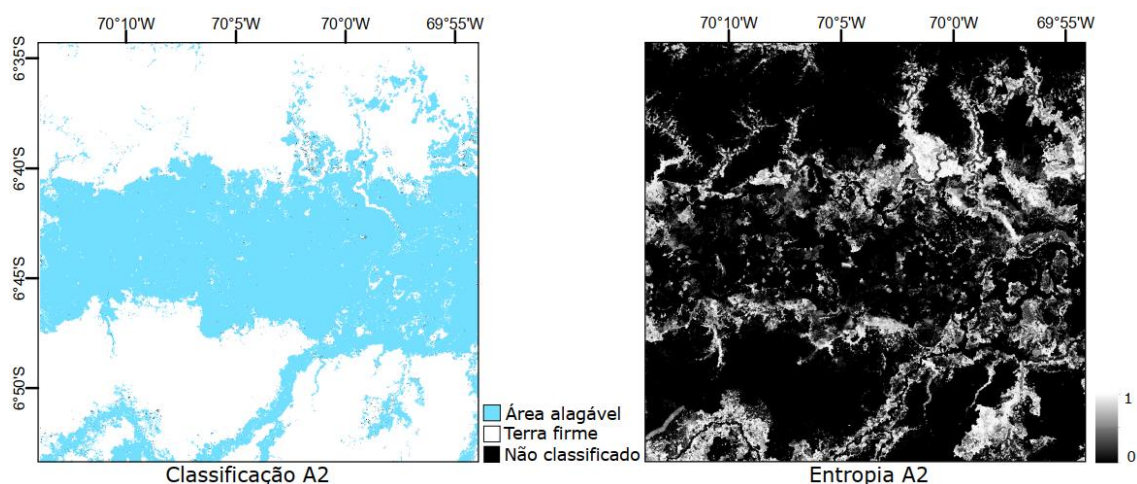 70°10'W 70°5'W 70°0'W 69°55'W
6°35'S
6°40'S
6°45'S
6°50'S
Área alagável
Terra firme
Não classificado
Classificação A2
70°10'W 70°5'W 70°0'W 69°55'W
1
0
Entropia A2